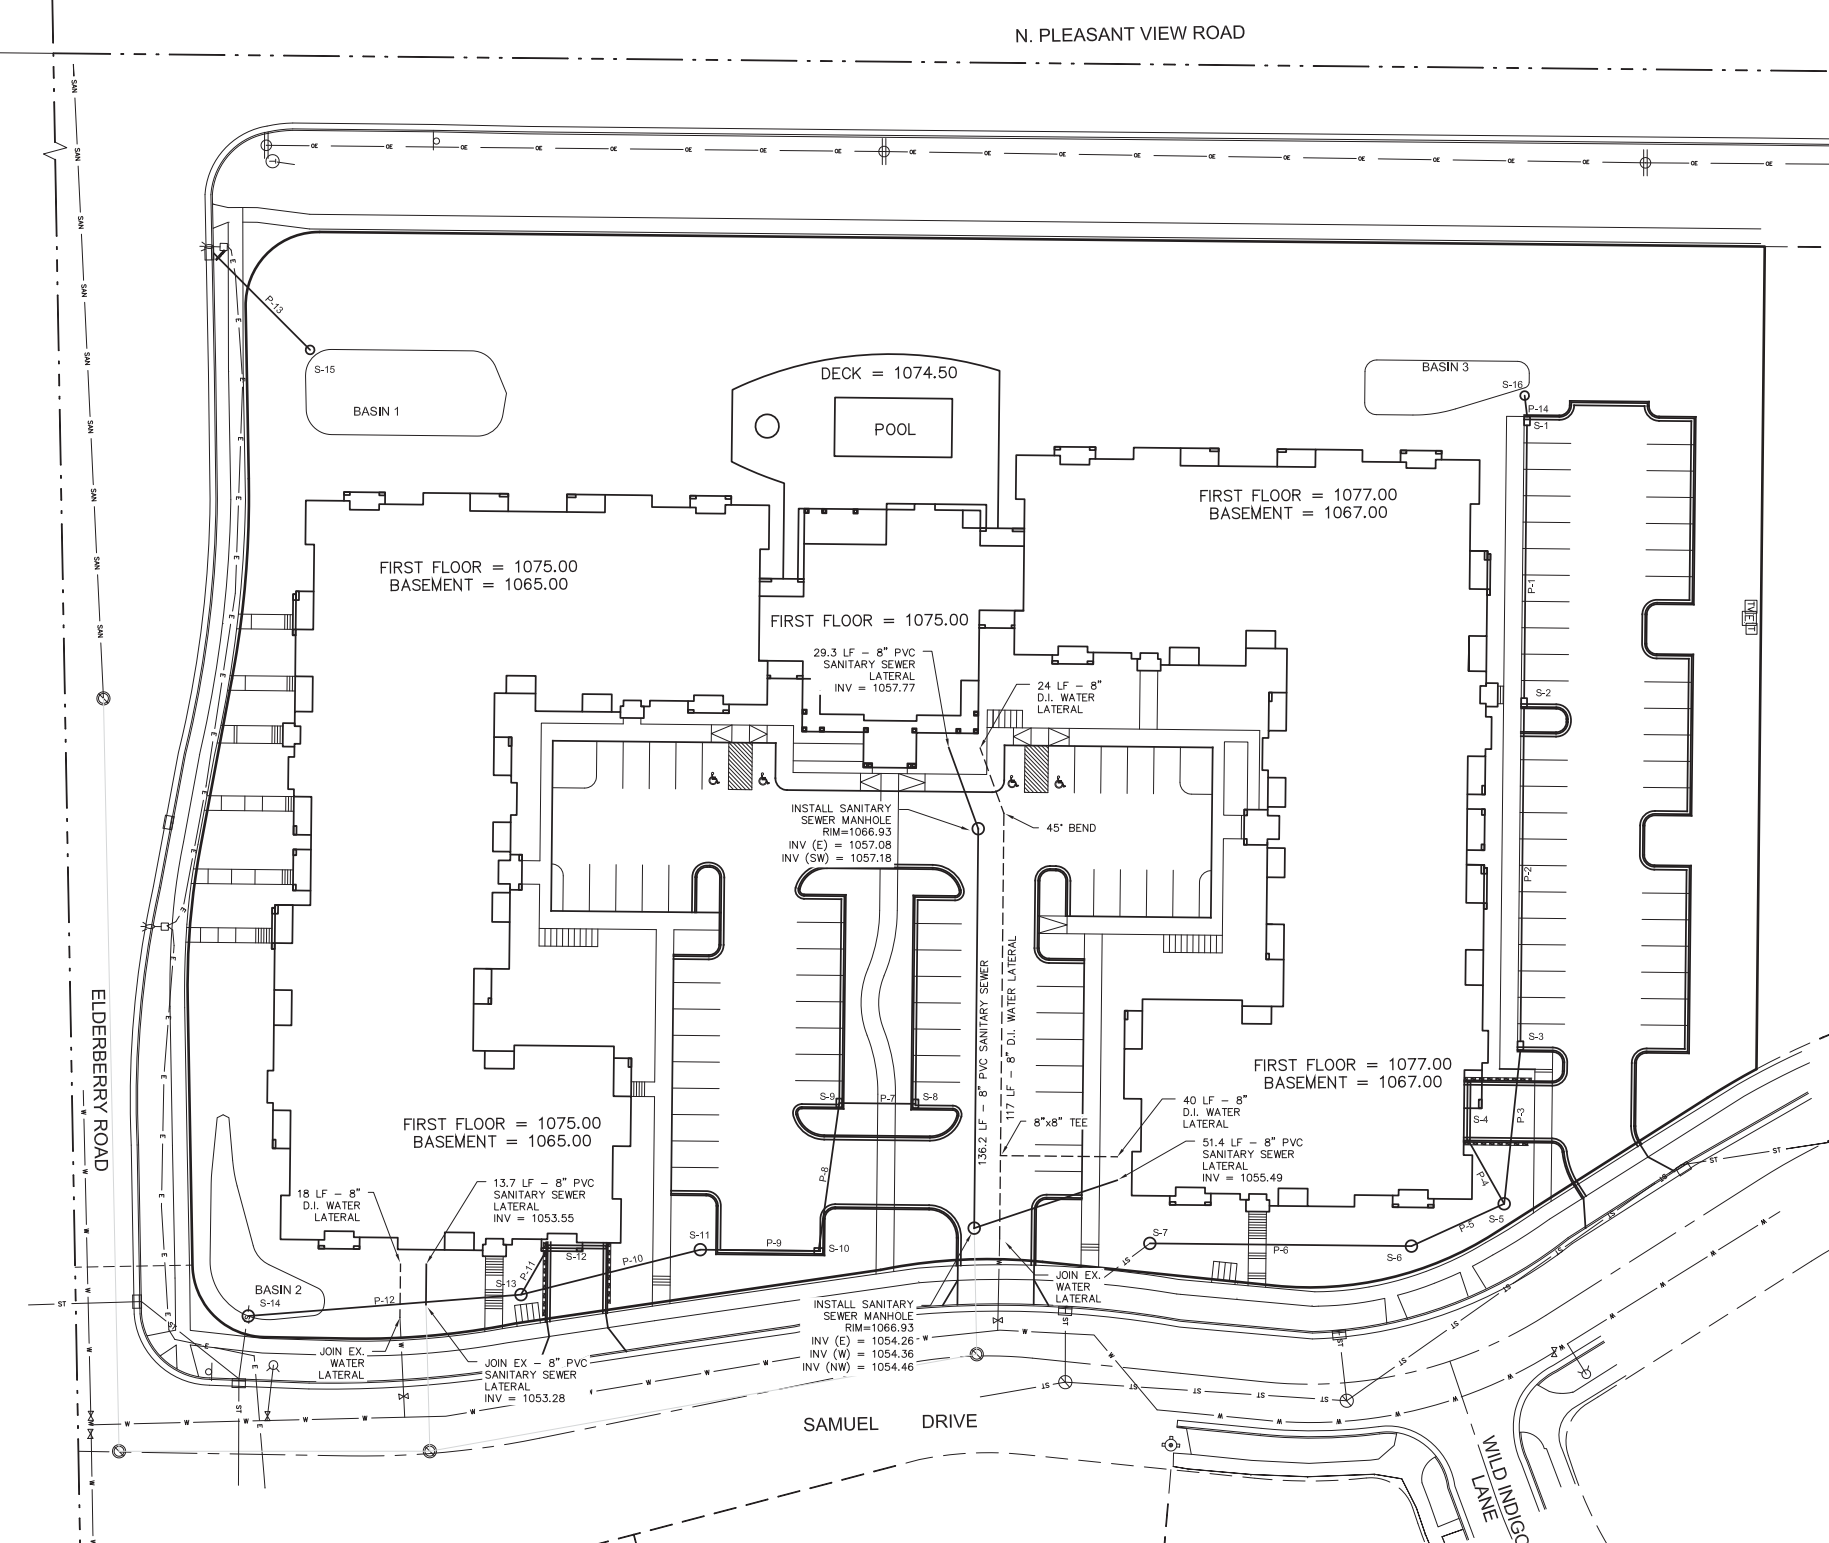 N. PLEASANT VIEW ROAD
P-13
S-15
BASIN 1
DECK = 1074.50
POOL
BASIN 3
S-16
P-14
S-1
FIRST FLOOR = 1077.00
BASEMENT = 1067.00
FIRST FLOOR = 1075.00
BASEMENT = 1065.00
P-1
FIRST FLOOR = 1075.00
29.3 LF - 8" PVC
SANITARY SEWER
LATERAL
INV = 1057.77
24 LF - 8"
D.I. WATER
LATERAL
S-2
INSTALL SANITARY
SEWER MANHOLE
RIM=1066.93
INV (E) = 1057.08
INV (SW) = 1057.18
45° BEND
P-2
136.2 LF - 8" PVC SANITARY SEWER
117 LF - 8" D.I. WATER LATERAL
ELDERBERRY ROAD
S-3
FIRST FLOOR = 1077.00
BASEMENT = 1067.00
S-9
P-7
S-8
40 LF - 8"
D.I. WATER
LATERAL
S-4
P-3
FIRST FLOOR = 1075.00
BASEMENT = 1065.00
8"x8" TEE
51.4 LF - 8" PVC
SANITARY SEWER
LATERAL
INV = 1055.49
P-8
P-4
18 LF - 8"
D.I. WATER
LATERAL
13.7 LF - 8" PVC
SANITARY SEWER
LATERAL
INV = 1053.55
S-5
P-5
S-11
P-9
S-10
S-7
P-6
S-6
S-12
P-10
P-11
S-13
BASIN 2
S-14
P-12
JOIN EX.
WATER
LATERAL
INSTALL SANITARY
SEWER MANHOLE
RIM=1066.93
INV (E) = 1054.26
INV (W) = 1054.36
INV (NW) = 1054.46
JOIN EX.
WATER
LATERAL
JOIN EX - 8" PVC
SANITARY SEWER
LATERAL
INV = 1053.28
SAMUEL DRIVE
WILD INDIGO
LANE